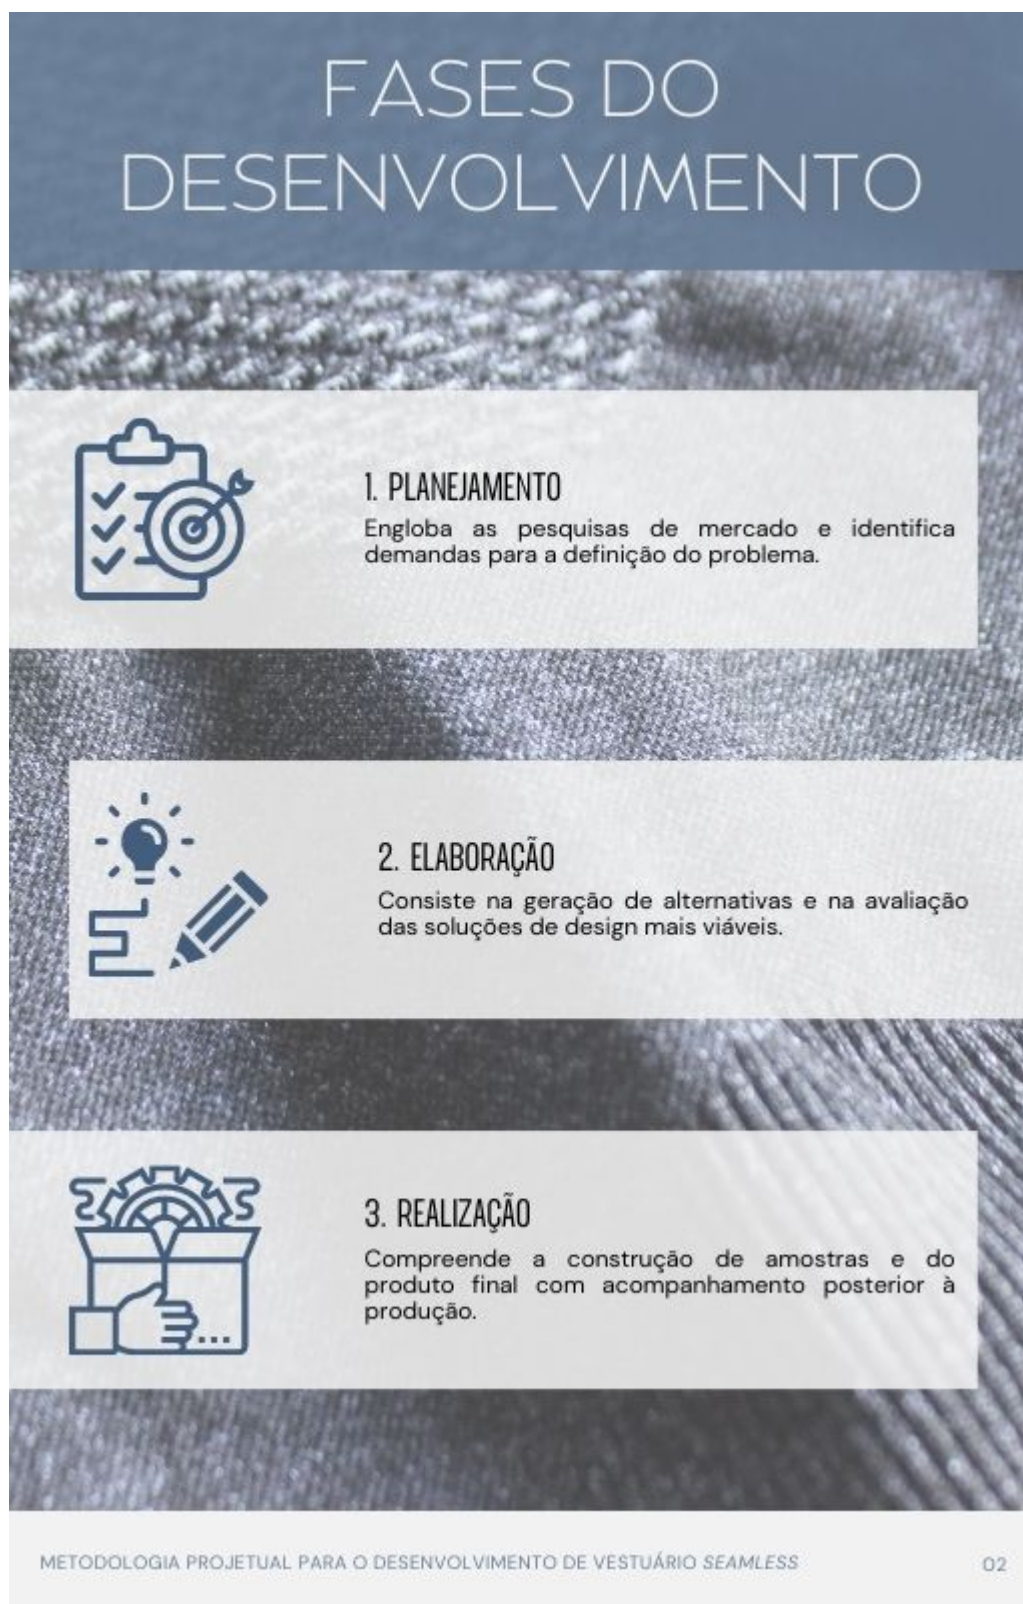 FASES DO
DESENVOLVIMENTO
1. PLANEJAMENTO
Engloba as pesquisas de mercado e identifica
demandas para a definição do problema.
2. ELABORAÇÃO
Consiste na geração de alternativas e na avaliação
das soluções de design mais viáveis.
3. REALIZAÇÃO
Compreende a construção de amostras e do
produto final com acompanhamento posterior à
produção.
METODOLOGIA PROJETUAL PARA O DESENVOLVIMENTO DE VESTUÁRIO SEAMLESS 02